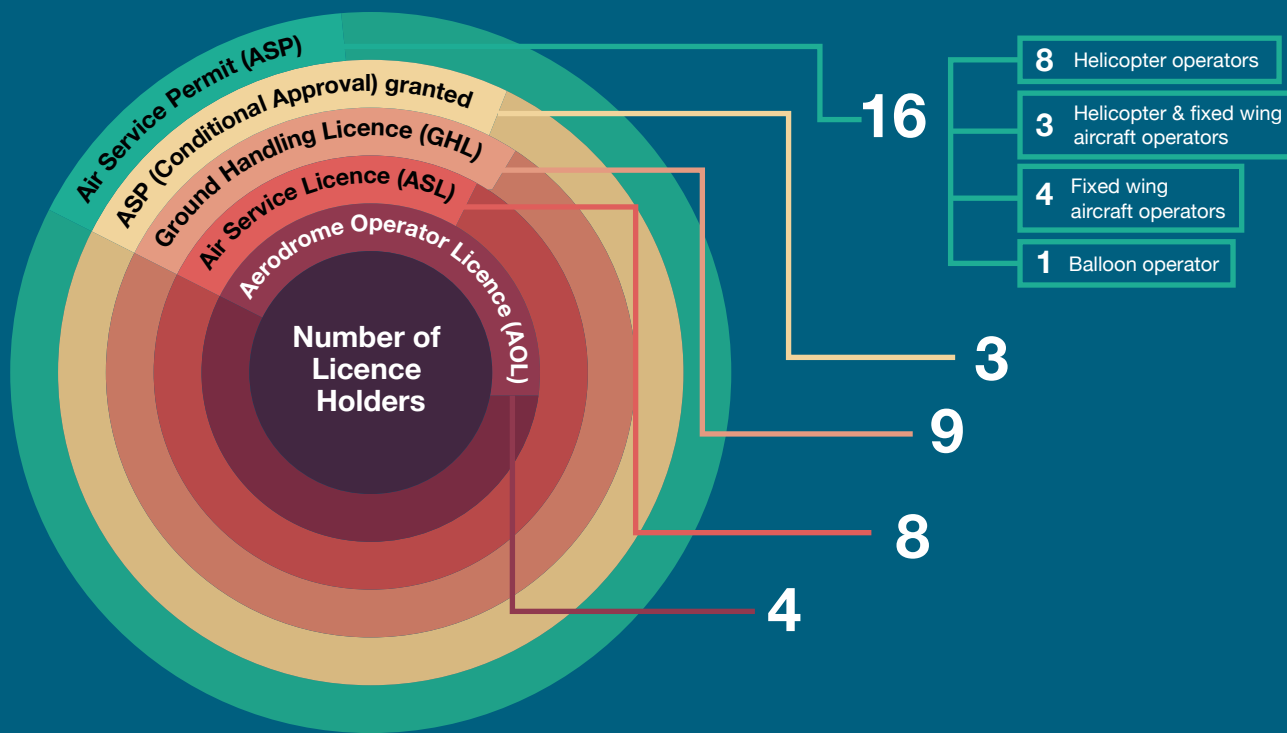 Air Service Permit (ASP)
ASP (Conditional Approval) granted
Ground Handling Licence (GHL)
Air Service Licence (ASL)
Aerodrome Operator Licence (AOL)
Number of
Licence
Holders
16
8 Helicopter operators
3 Helicopter & fixed wing
aircraft operators
4 Fixed wing
aircraft operators
1 Balloon operator
3
9
8
4